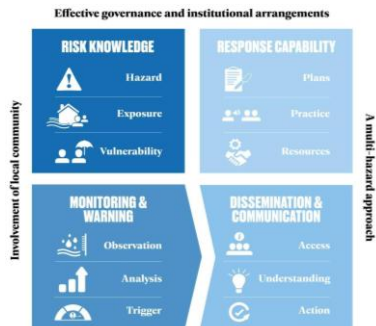 Effective governance and institutional arrangements
Involvement of local community
RISK KNOWLEDGE
Hazard
Exposure
Vulnerability
RESPONSE CAPABILITY
Plans
Practice
Resources
MONITORING &
WARNING
Observation
Analysis
Trigger
DISSEMINATION &
COMMUNICATION
Access
Understanding
Action
A multi-hazard approach